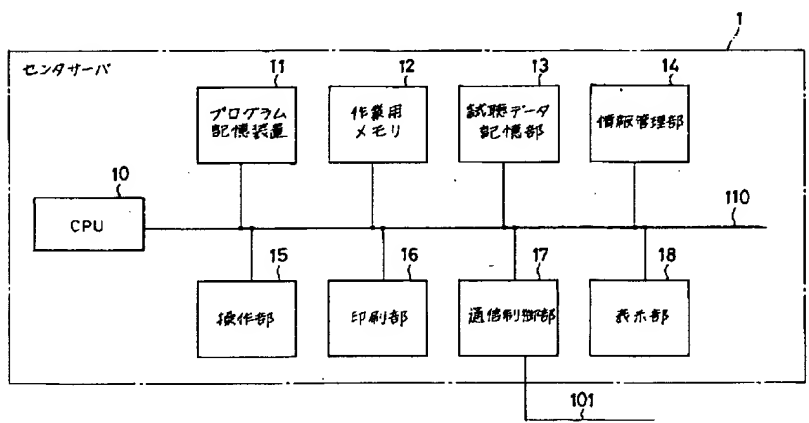 1
センタサーバ
11
12
13
14
プログラム
記憶装置
作業用
メモリ
試聴データ
記憶部
情報管理部
10
CPU
110
15
16
17
18
操作部
印刷部
通信制御部
表示部
101